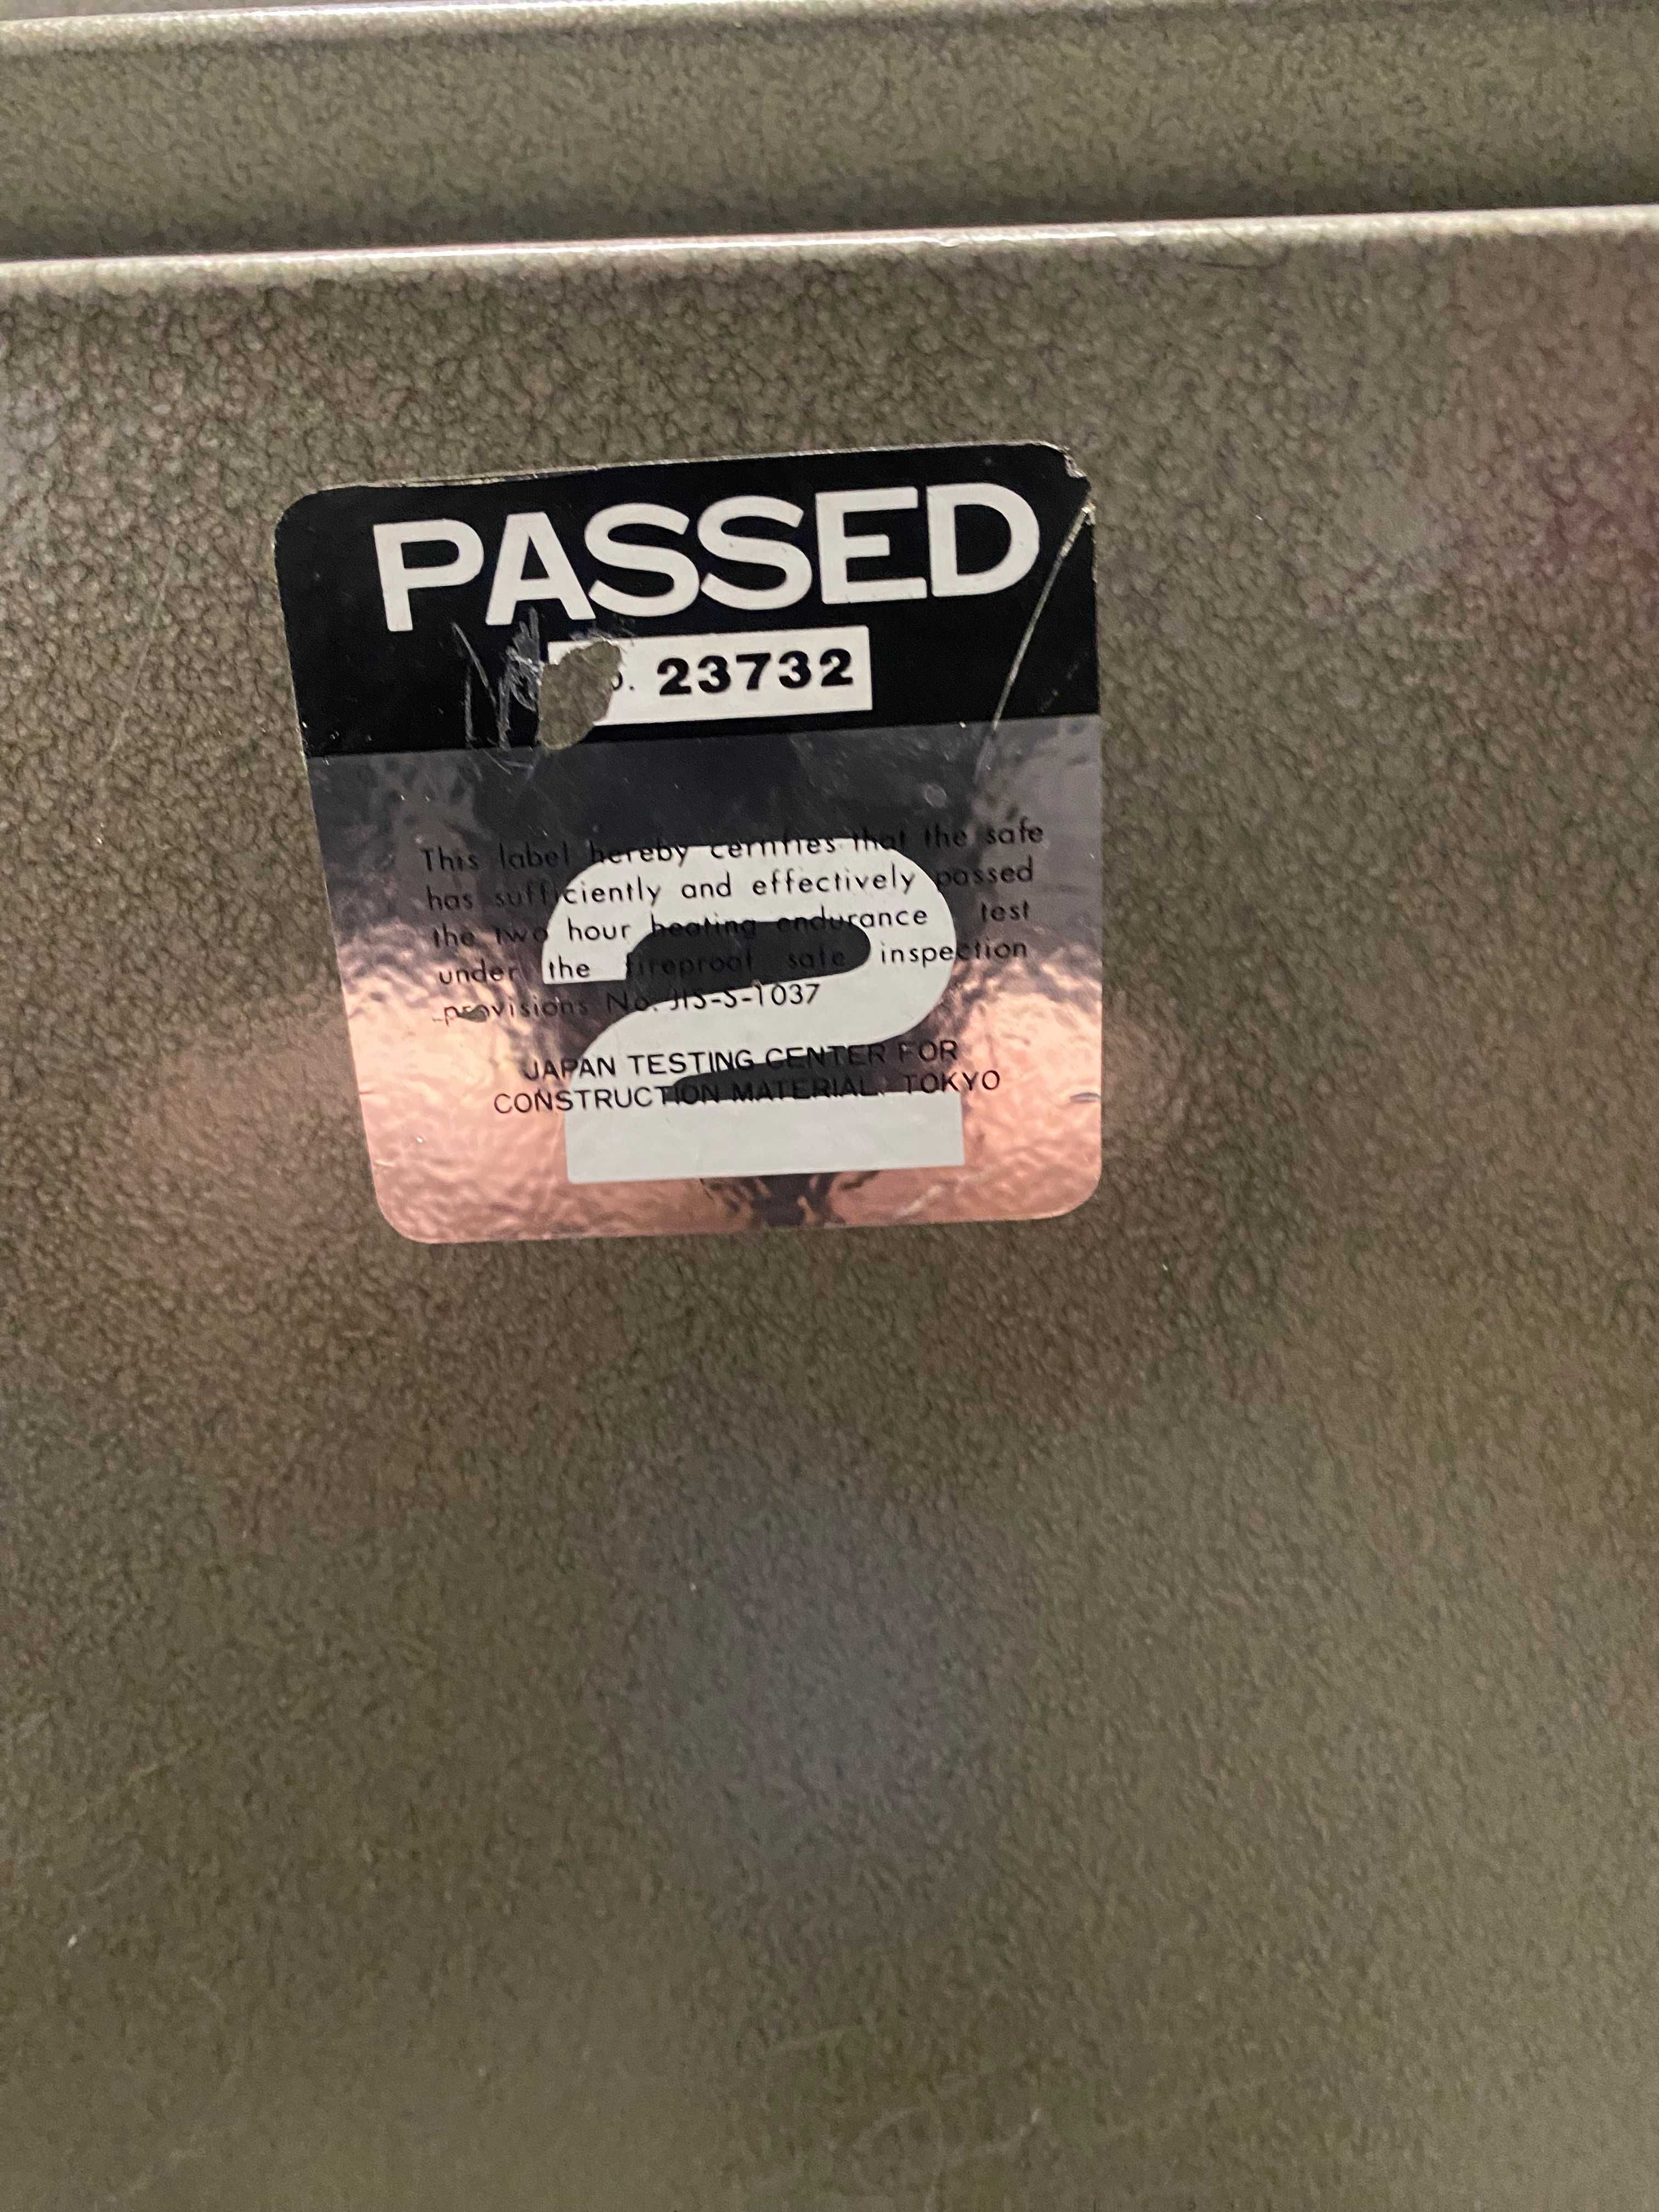 PASSED
No. 23732
This label hereby certifies that the safe
has sufficiently and effectively passed
the two hour heating endurance test
under the fireproof safe inspection
provisions No. JIS-S-1037
2
JAPAN TESTING CENTER FOR
CONSTRUCTION MATERIAL, TOKYO